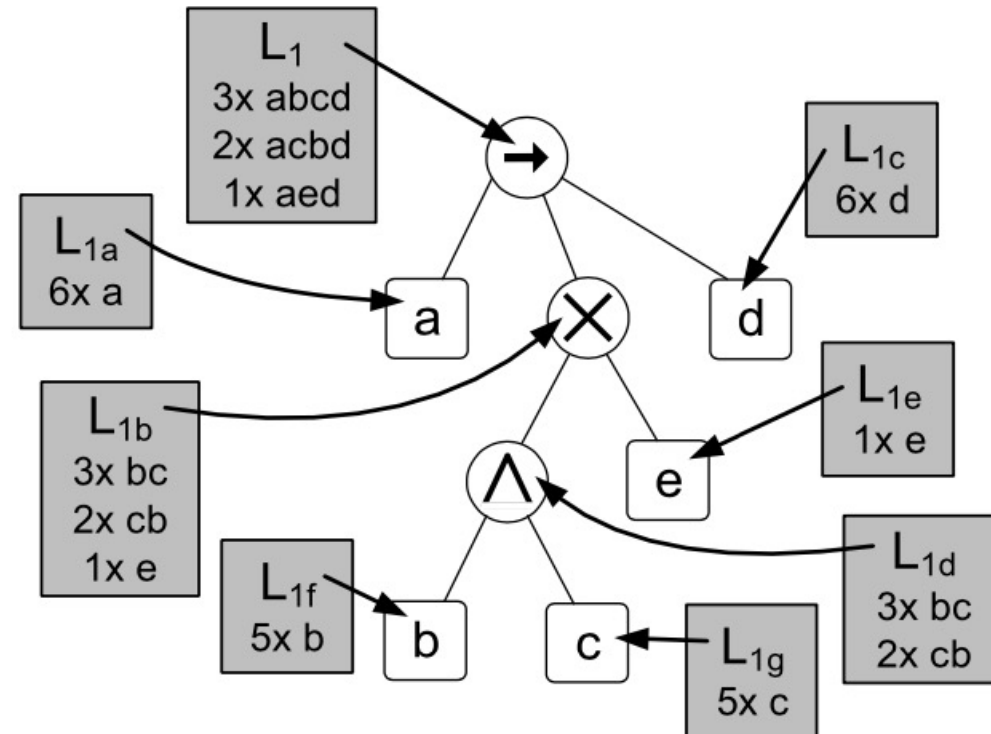 L₁
3x abcd
2x acbd
1x aed
→
L₁c
6x d
L₁a
6x a
a
×
d
L₁b
3x bc
2x cb
1x e
L₁e
1x e
∧
e
L₁f
5x b
b
c
L₁g
5x c
L₁d
3x bc
2x cb